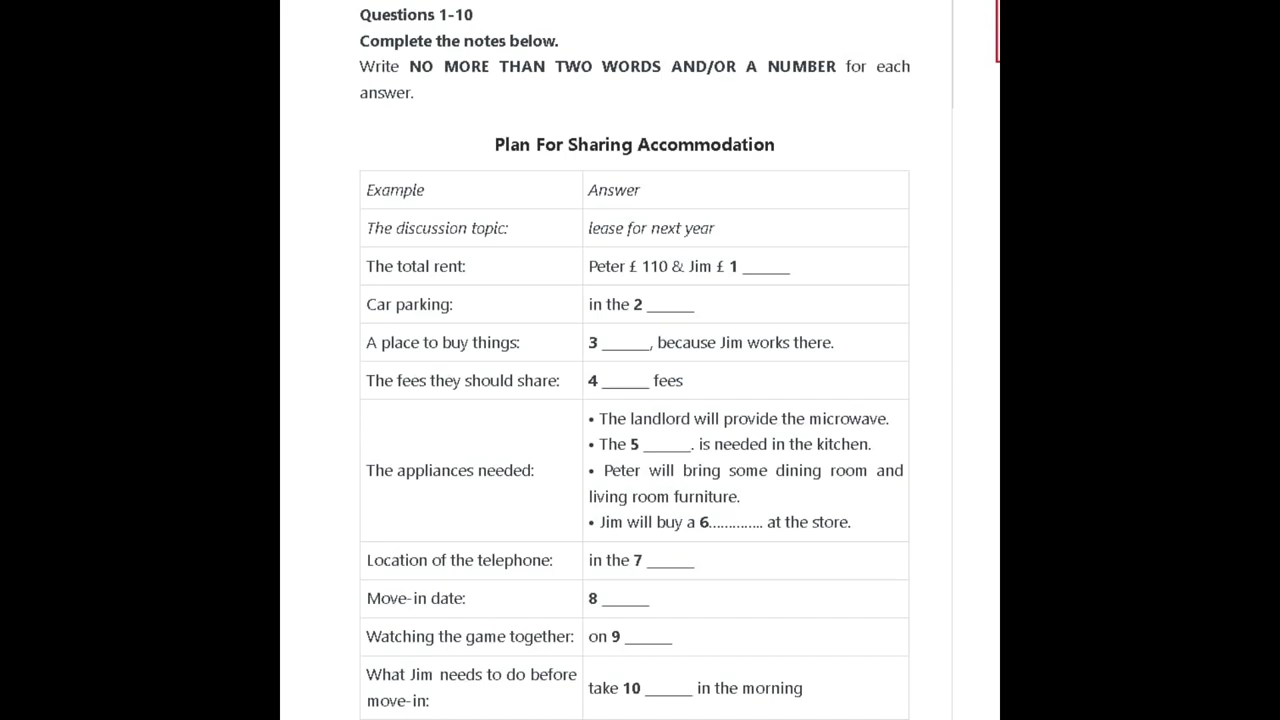 Questions 1-10
Complete the notes below.
Write NO MORE THAN TWO WORDS AND/OR A NUMBER for each
answer.
Plan For Sharing Accommodation
Example
Answer
The discussion topic:
lease for next year
The total rent:
Peter £ 110 & Jim £ 1 ______
Car parking:
in the 2 ______
A place to buy things:
3 ______, because Jim works there.
The fees they should share:
4 ______ fees
The appliances needed:
• The landlord will provide the microwave.
• The 5 ______. is needed in the kitchen.
• Peter will bring some dining room and
living room furniture.
• Jim will buy a 6.............. at the store.
Location of the telephone:
in the 7 ______
Move-in date:
8 ______
Watching the game together:
on 9 ______
What Jim needs to do before
move-in:
take 10 ______ in the morning